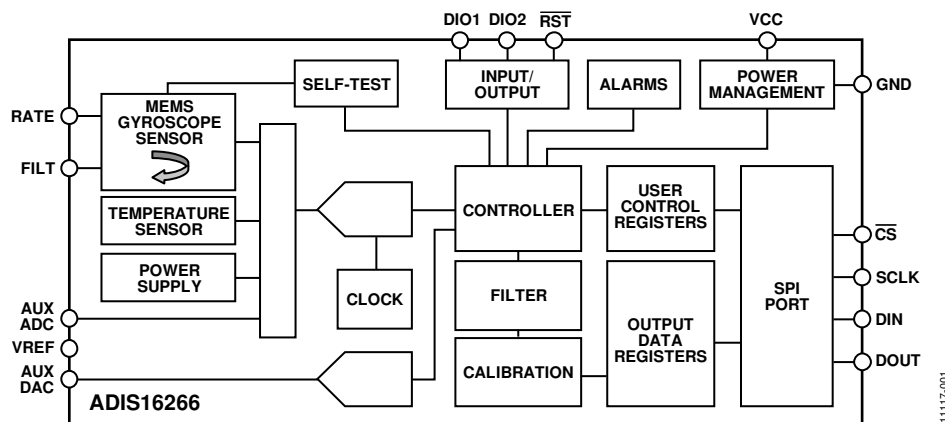 DIO1 DIO2 RST VCC
SELF-TEST
INPUT/
OUTPUT
ALARMS
POWER
MANAGEMENT
GND
RATE
FILT
MEMS
GYROSCOPE
SENSOR
TEMPERATURE
SENSOR
POWER
SUPPLY
CLOCK
CONTROLLER
FILTER
CALIBRATION
USER
CONTROL
REGISTERS
OUTPUT
DATA
REGISTERS
SPI
PORT
CS
SCLK
DIN
DOUT
AUX
ADC
VREF
AUX
DAC
ADIS16266
11117-001